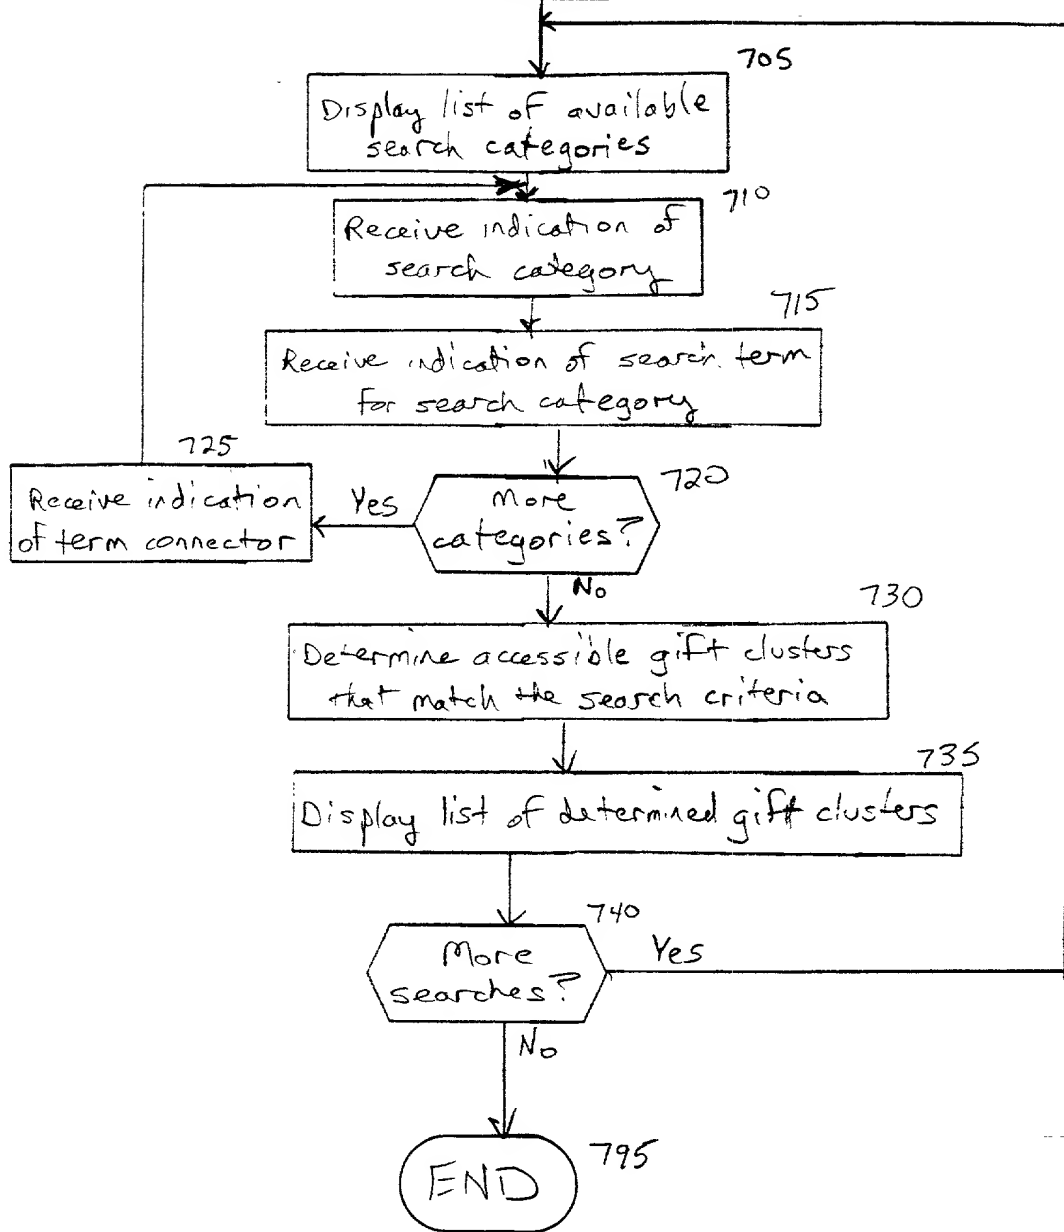 705
Display list of available
search categories
710
Receive indication of
search category
715
Receive indication of search term
for search category
725
Receive indication
of term connector
Yes
More
categories?
720
No
730
Determine accessible gift clusters
that match the search criteria
735
Display list of determined gift clusters
740
More
searches?
Yes
No
END
795